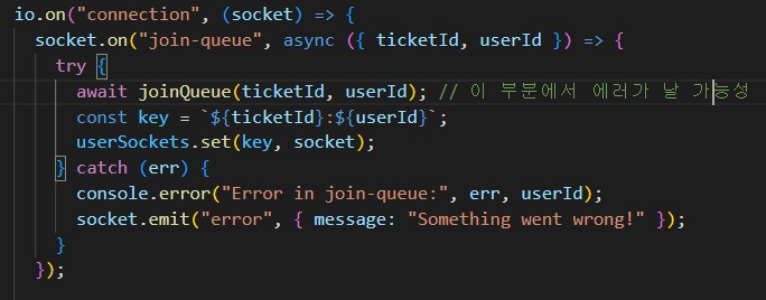 io.on("connection", (socket) => {
socket.on("join-queue", async ({ ticketId, userId }) => {
try {
await joinQueue(ticketId, userId); // 이 부분에서 에러가 날 가능성
const key = `${ticketId}:${userId}`;
userSockets.set(key, socket);
} catch (err) {
console.error("Error in join-queue:", err, userId);
socket.emit("error", { message: "Something went wrong!" });
}
});